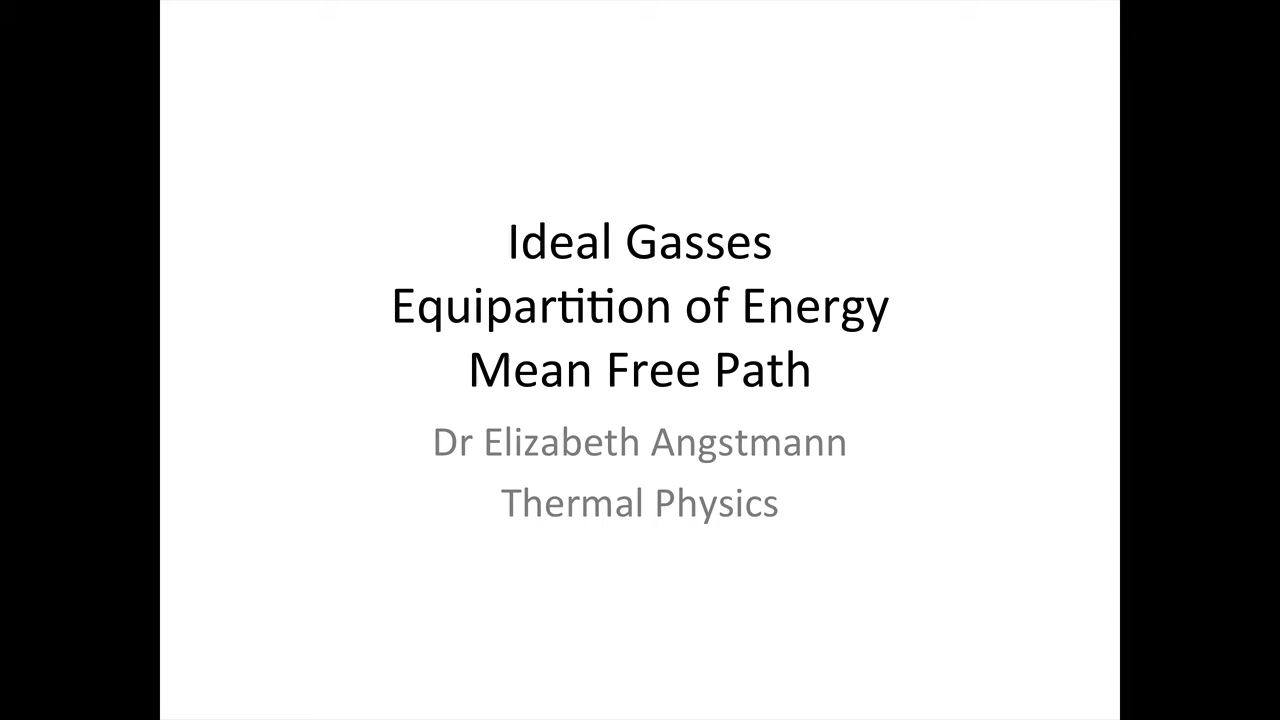 Ideal Gasses
Equipartition of Energy
Mean Free Path
Dr Elizabeth Angstmann
Thermal Physics